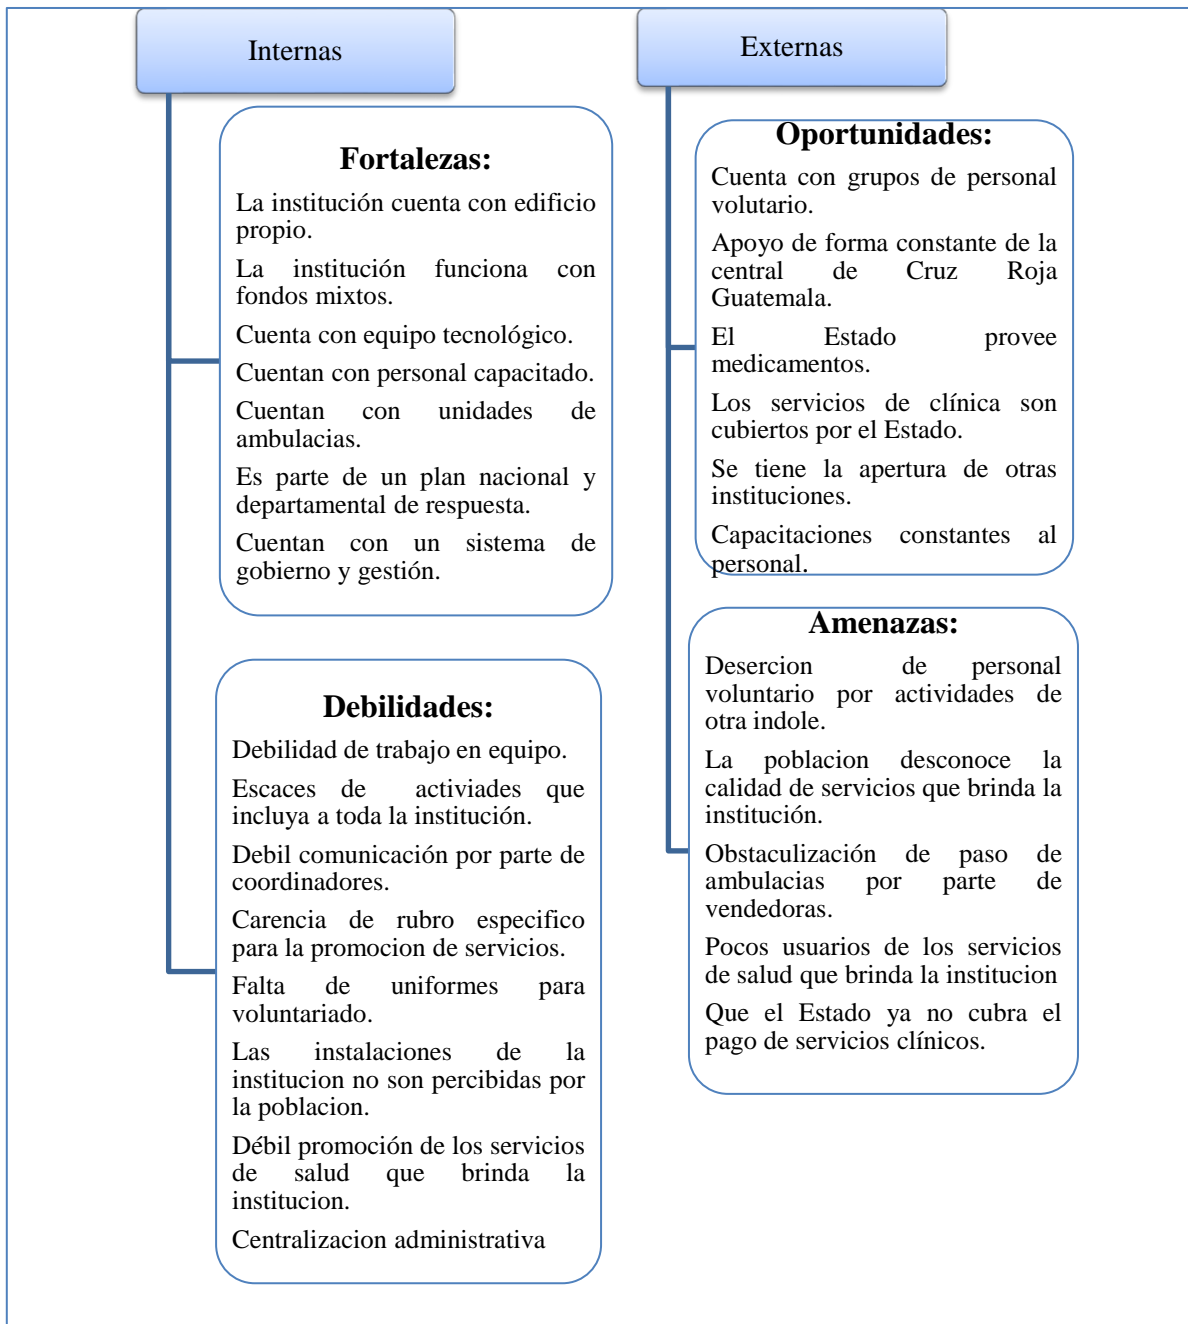 Internas
Fortalezas:
La institución cuenta con edificio
propio.
La institución funciona con
fondos mixtos.
Cuenta con equipo tecnológico.
Cuentan con personal capacitado.
Cuentan con unidades de
ambulacias.
Es parte de un plan nacional y
departamental de respuesta.
Cuentan con un sistema de
gobierno y gestión.
Debilidades:
Debilidad de trabajo en equipo.
Escaces de activiades que
incluya a toda la institución.
Debil comunicación por parte de
coordinadores.
Carencia de rubro especifico
para la promocion de servicios.
Falta de uniformes para
voluntariado.
Las instalaciones de la
institucion no son percibidas por
la poblacion.
Débil promoción de los servicios
de salud que brinda la
institucion.
Centralizacion administrativa
Externas
Oportunidades:
Cuenta con grupos de personal
volutario.
Apoyo de forma constante de la
central de Cruz Roja
Guatemala.
El Estado provee
medicamentos.
Los servicios de clínica son
cubiertos por el Estado.
Se tiene la apertura de otras
instituciones.
Capacitaciones constantes al
personal.
Amenazas:
Desercion de personal
voluntario por actividades de
otra indole.
La poblacion desconoce la
calidad de servicios que brinda la
institución.
Obstaculización de paso de
ambulacias por parte de
vendedoras.
Pocos usuarios de los servicios
de salud que brinda la institucion
Que el Estado ya no cubra el
pago de servicios clínicos.